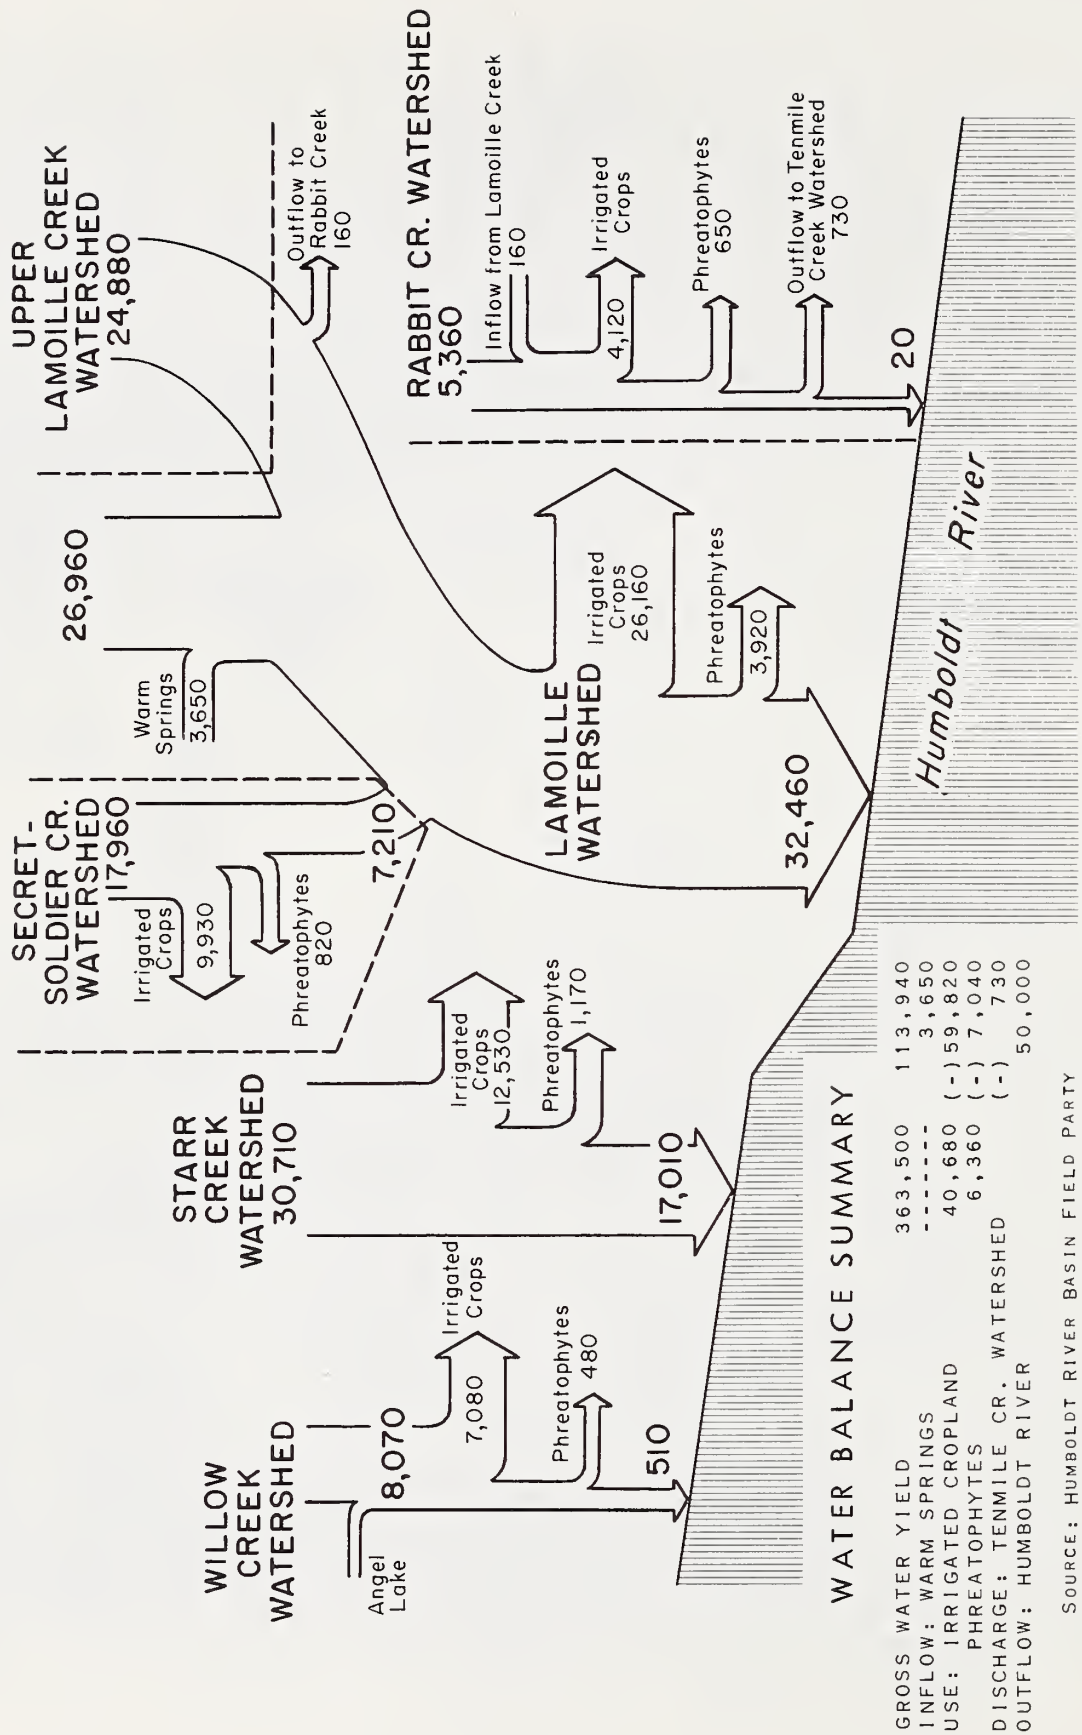 WILLOW
CREEK
WATERSHED
Angel
Lake
8,070
Irrigated
Crops
7,080
Phreatophytes
480
510
STARR
CREEK
WATERSHED
30,710
Irrigated
Crops
12,530
Phreatophytes
1,170
17,010
SECRET-
SOLDIER CR.
WATERSHED
17,960
Irrigated
Crops
9,930
Phreatophytes
820
7,210
Warm
Springs
3,650
26,960
UPPER
LAMOILLE CREEK
WATERSHED
24,880
Outflow to
Rabbit Creek
160
LAMOILLE
WATERSHED
Irrigated
Crops
26,160
Phreatophytes
3,920
32,460
RABBIT CR. WATERSHED
5,360
Inflow from Lamoille Creek
160
Irrigated
Crops
4,120
Phreatophytes
650
Outflow to Tenmile
Creek Watershed
730
20
Humboldt River
WATER BALANCE SUMMARY
GROSS WATER YIELD 363,500 113,940
INFLOW: WARM SPRINGS ------- 3,650
USE: IRRIGATED CROPLAND 40,680 (-)59,820
PHREATOPHYTES 6,360 (-) 7,040
DISCHARGE: TENMILE CR. WATERSHED (-) 730
OUTFLOW: HUMBOLDT RIVER 50,000
SOURCE: HUMBOLDT RIVER BASIN FIELD PARTY